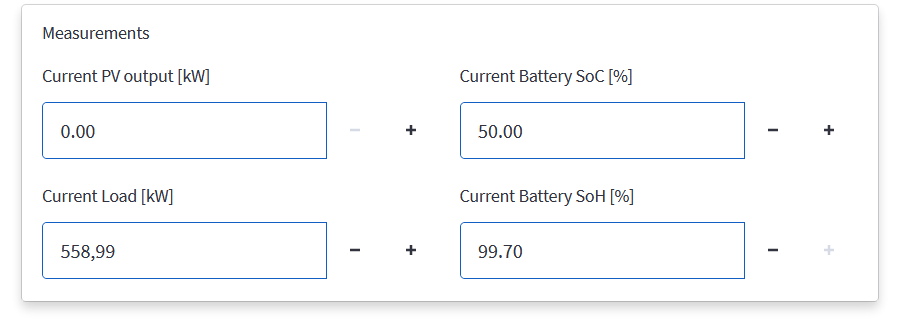 Measurements
Current PV output [kW]
Current Battery SoC [%]
0.00
50.00
Current Load [kW]
Current Battery SoH [%]
558,99
99.70